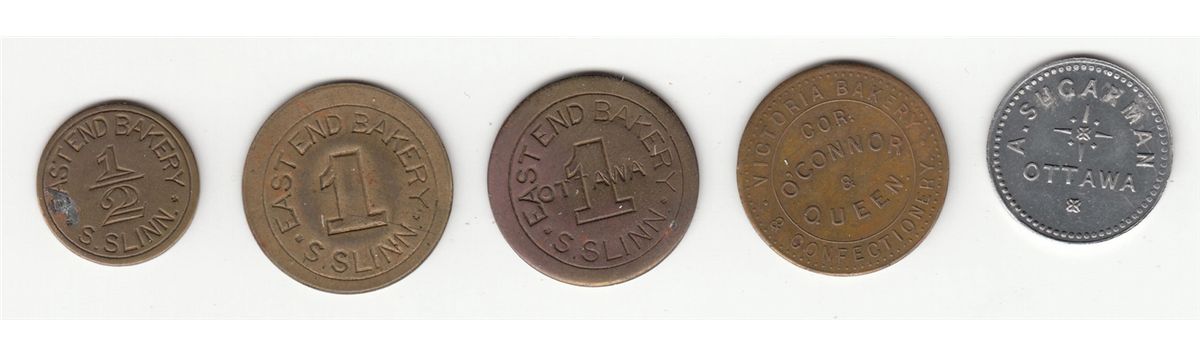 EAST END BAKERY
1/2
S. SLINN.
EAST END BAKERY.
1
S. SLINN.
EAST END BAKERY
1
OTTAWA
S. SLINN.
VICTORIA BAKERY
COR.
O'CONNOR
&
QUEEN.
& CONFECTIONERY
A. SUGARMAN
OTTAWA